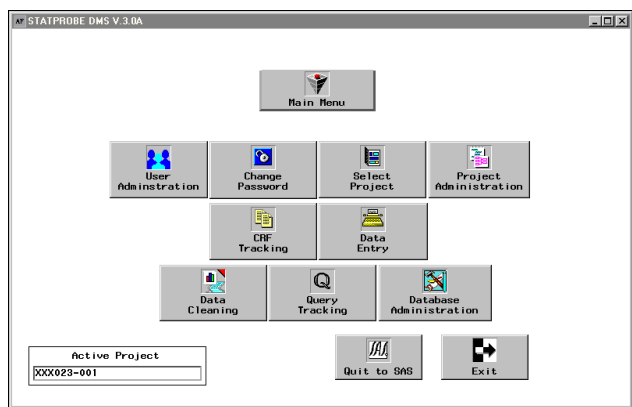 STATPROBE DMS V.3.0A
Main Menu
User
Adminstration
Change
Password
Select
Project
Project
Administration
CRF
Tracking
Data
Entry
Data
Cleaning
Query
Tracking
Database
Administration
Active Project
XXX023-001
Quit to SAS
Exit